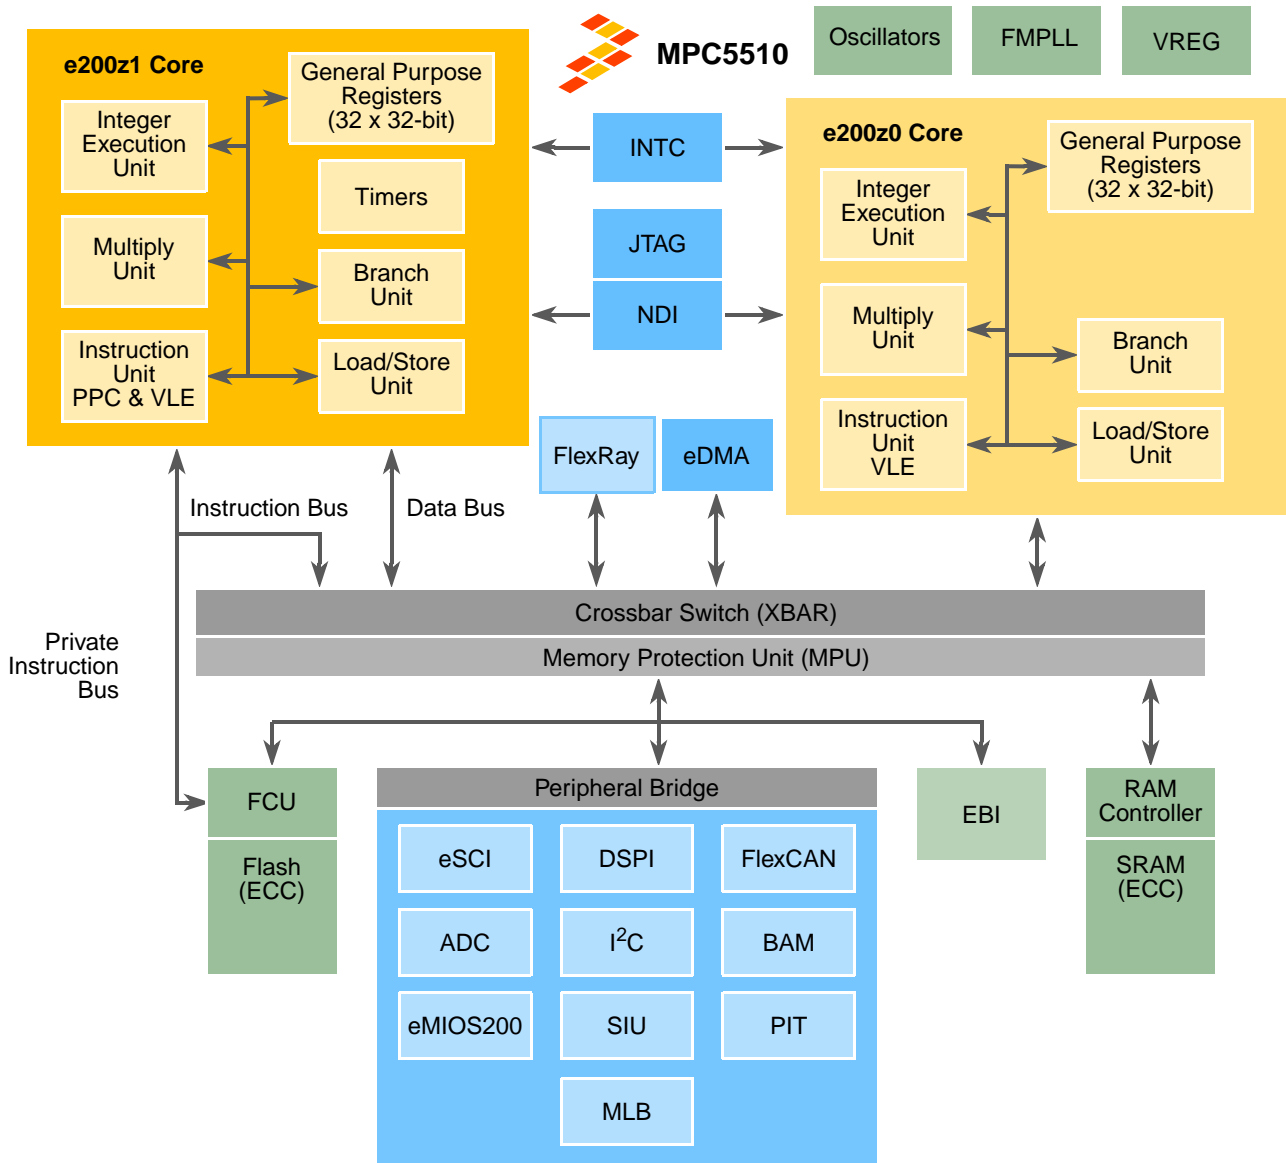 MPC5510
Oscillators
FMPLL
VREG
e200z1 Core
General Purpose
Registers
(32 x 32-bit)
Integer
Execution
Unit
Timers
Multiply
Unit
Branch
Unit
Instruction
Unit
PPC & VLE
Load/Store
Unit
INTC
JTAG
NDI
e200z0 Core
General Purpose
Registers
(32 x 32-bit)
Integer
Execution
Unit
Multiply
Unit
Branch
Unit
Instruction
Unit
VLE
Load/Store
Unit
FlexRay
eDMA
Instruction Bus
Data Bus
Crossbar Switch (XBAR)
Memory Protection Unit (MPU)
Private
Instruction
Bus
FCU
Flash
(ECC)
Peripheral Bridge
eSCI
DSPI
FlexCAN
ADC
I²C
BAM
eMIOS200
SIU
PIT
MLB
EBI
RAM
Controller
SRAM
(ECC)